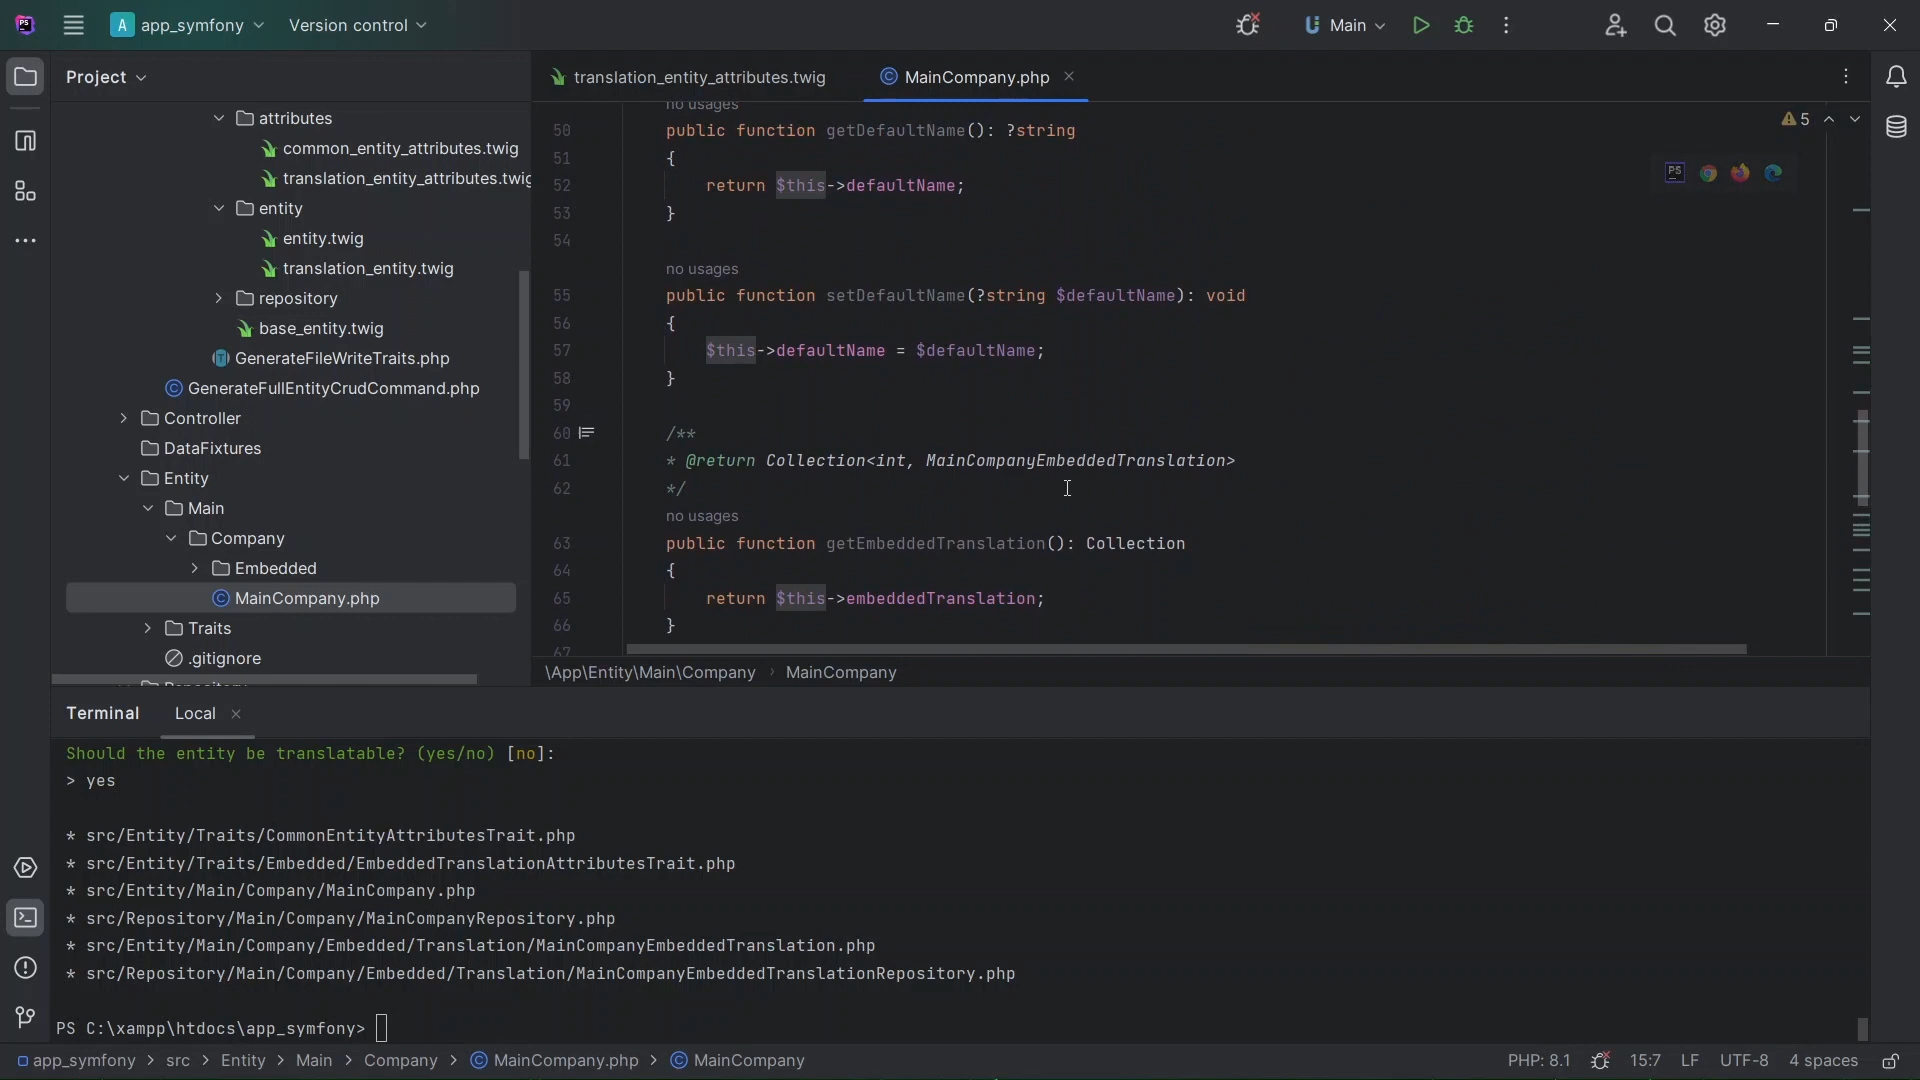 PS
A app_symfony
Version control
Main
Project
translation_entity_attributes.twig
MainCompany.php
attributes
common_entity_attributes.twig
translation_entity_attributes.twig
entity
entity.twig
translation_entity.twig
repository
base_entity.twig
GenerateFileWriteTraits.php
GenerateFullEntityCrudCommand.php
Controller
DataFixtures
Entity
Main
Company
Embedded
MainCompany.php
Traits
.gitignore
Repository
5
PS
no usages
50 public function getDefaultName(): ?string
51 {
52 return $this->defaultName;
53 }
54
no usages
55 public function setDefaultName(?string $defaultName): void
56 {
57 $this->defaultName = $defaultName;
58 }
59
60 /**
61 * @return Collection<int, MainCompanyEmbeddedTranslation>
62 */
no usages
63 public function getEmbeddedTranslation(): Collection
64 {
65 return $this->embeddedTranslation;
66 }
67
\App\Entity\Main\Company › MainCompany
Terminal Local
Should the entity be translatable? (yes/no) [no]:
> yes
* src/Entity/Traits/CommonEntityAttributesTrait.php
* src/Entity/Traits/Embedded/EmbeddedTranslationAttributesTrait.php
* src/Entity/Main/Company/MainCompany.php
* src/Repository/Main/Company/MainCompanyRepository.php
* src/Entity/Main/Company/Embedded/Translation/MainCompanyEmbeddedTranslation.php
* src/Repository/Main/Company/Embedded/Translation/MainCompanyEmbeddedTranslationRepository.php
PS C:\xampp\htdocs\app_symfony>
app_symfony > src > Entity > Main > Company > MainCompany.php > MainCompany
PHP: 8.1 15:7 LF UTF-8 4 spaces